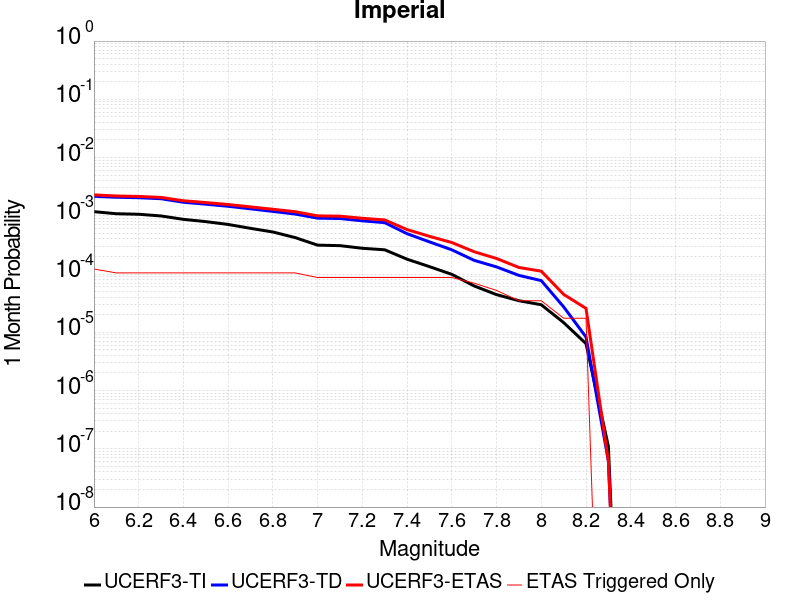 Imperial
10^0
10^-1
10^-2
10^-3
10^-4
10^-5
10^-6
10^-7
10^-8
1 Month Probability
6 6.2 6.4 6.6 6.8 7 7.2 7.4 7.6 7.8 8 8.2 8.4 8.6 8.8 9
Magnitude
UCERF3-TI UCERF3-TD UCERF3-ETAS ETAS Triggered Only